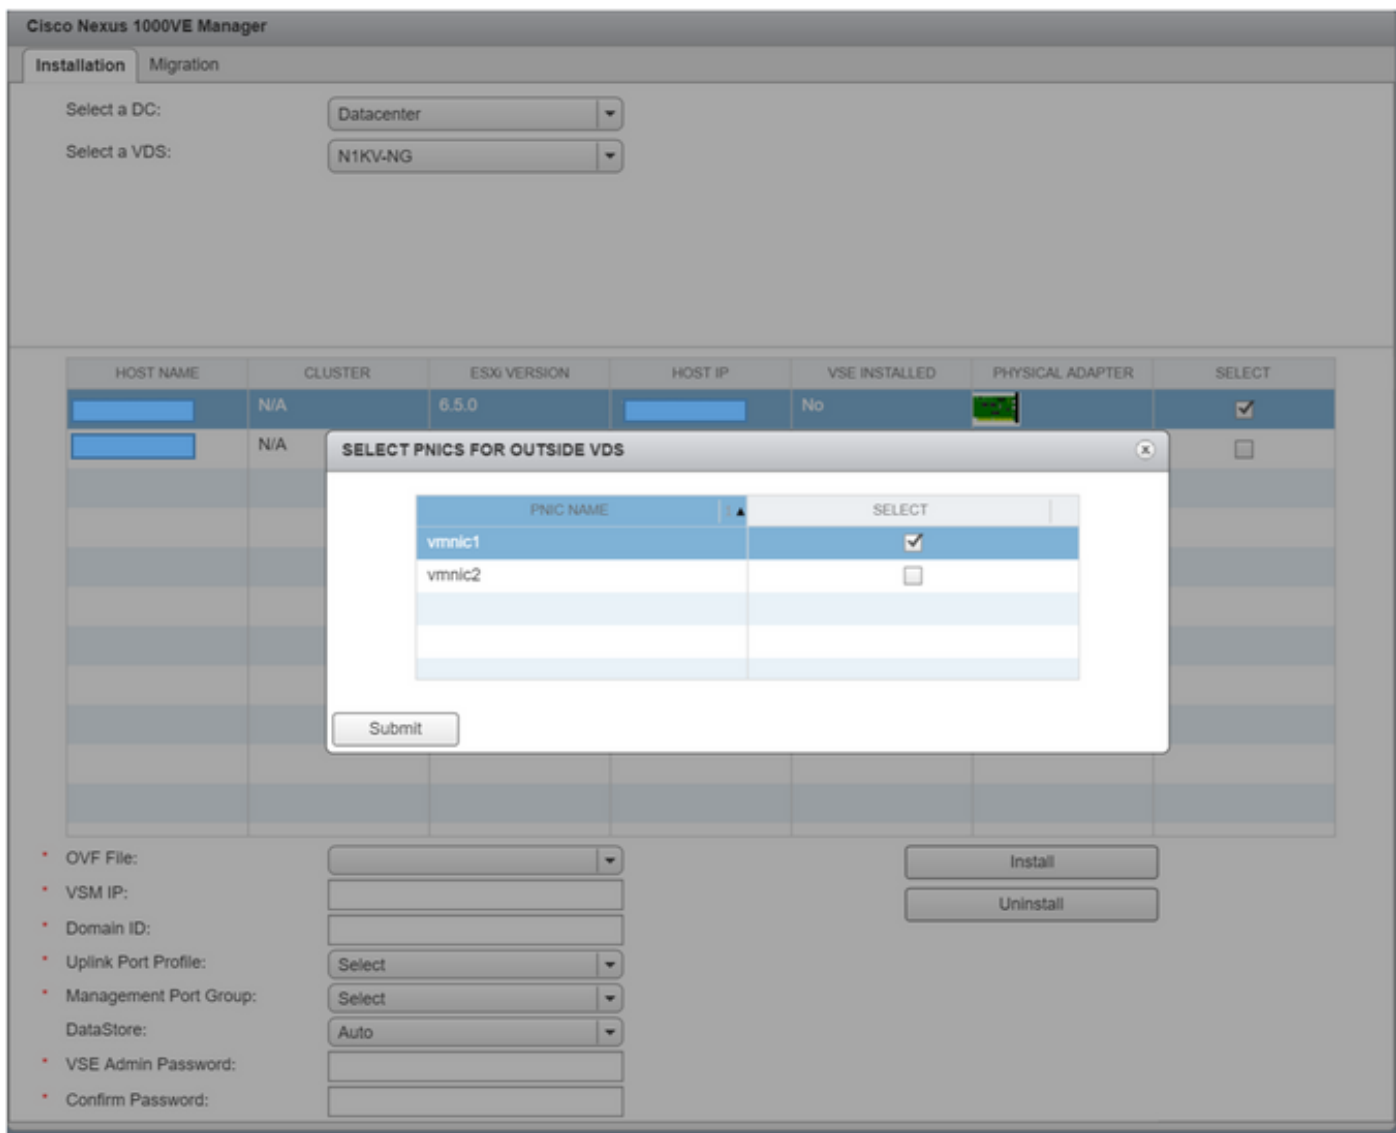 Cisco Nexus 1000VE Manager
Installation Migration
Select a DC: Datacenter
Select a VDS: N1KV-NG
HOST NAME CLUSTER ESXi VERSION HOST IP VSE INSTALLED PHYSICAL ADAPTER SELECT
N/A 6.5.0 No
N/A
SELECT PNICS FOR OUTSIDE VDS
PNIC NAME SELECT
vmnic1
vmnic2
Submit
* OVF File: Install
* VSM IP: Uninstall
* Domain ID:
* Uplink Port Profile: Select
* Management Port Group: Select
DataStore: Auto
* VSE Admin Password:
* Confirm Password: